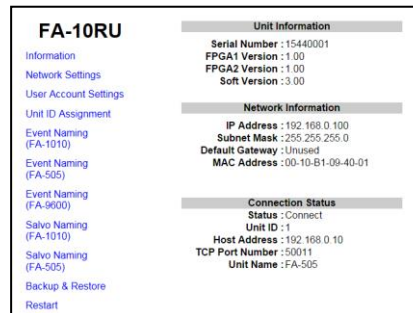 FA-10RU
Information
Network Settings
User Account Settings
Unit ID Assignment
Event Naming
(FA-1010)
Event Naming
(FA-505)
Event Naming
(FA-9600)
Salvo Naming
(FA-1010)
Salvo Naming
(FA-505)
Backup & Restore
Restart
Unit Information
Serial Number : 15440001
FPGA1 Version : 1.00
FPGA2 Version : 1.00
Soft Version : 3.00
Network Information
IP Address : 192.168.0.100
Subnet Mask : 255.255.255.0
Default Gateway : Unused
MAC Address : 00-10-B1-09-40-01
Connection Status
Status : Connect
Unit ID : 1
Host Address : 192.168.0.10
TCP Port Number : 50011
Unit Name : FA-505